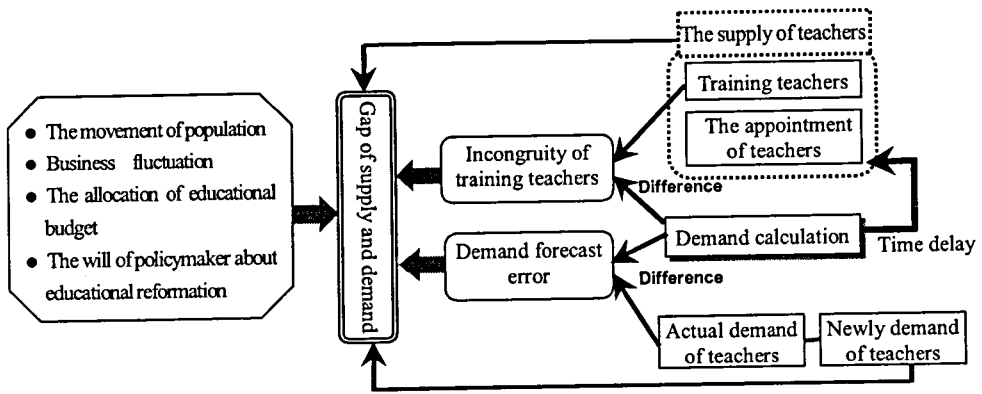 The supply of teachers
Training teachers
The appointment
of teachers
● The movement of population
● Business fluctuation
● The allocation of educational
budget
● The will of policymaker about
educational reformation
Gap of supply and demand
Incongruity of
training teachers
Difference
Demand calculation
Time delay
Demand forecast
error
Difference
Actual demand
of teachers
Newly demand
of teachers